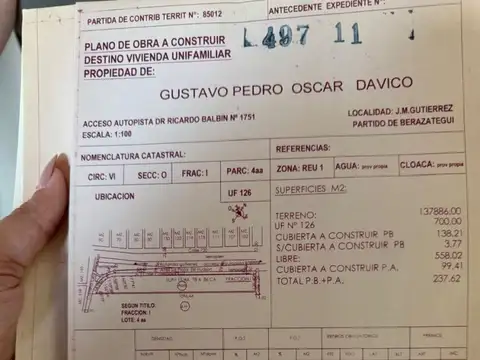 PARTIDA DE CONTRIB TERRIT N°: 85012
ANTECEDENTE EXPEDIENTE N°:
L497 11
PLANO DE OBRA A CONSTRUIR
DESTINO VIVIENDA UNIFAMILIAR
PROPIEDAD DE:
GUSTAVO PEDRO OSCAR DAVICO
ACCESO AUTOPISTA DR RICARDO BALBIN N° 1751
ESCALA: 1:100
LOCALIDAD: J.M.GUTIERREZ
PARTIDO DE BERAZATEGUI
NOMENCLATURA CATASTRAL:
CIRC: VI SECC: O FRAC: I PARC: 4aa
UBICACION UF 126
REFERENCIAS:
ZONA: REU 1 AGUA: prov propia CLOACA: prov propia
SUPERFICIES M2:
TERRENO: 137886,00
UF N° 126 700,00
CUBIERTA A CONSTRUIR PB 138,21
S/CUBIERTA A CONSTRUIR PB 3,77
LIBRE: 558,02
CUBIERTA A CONSTRUIR P.A. 99,41
TOTAL P.B.+P.A. 237,62
FRACCION I
SEGUN TITULO
FRACCION: I
LOTE: 4 aa